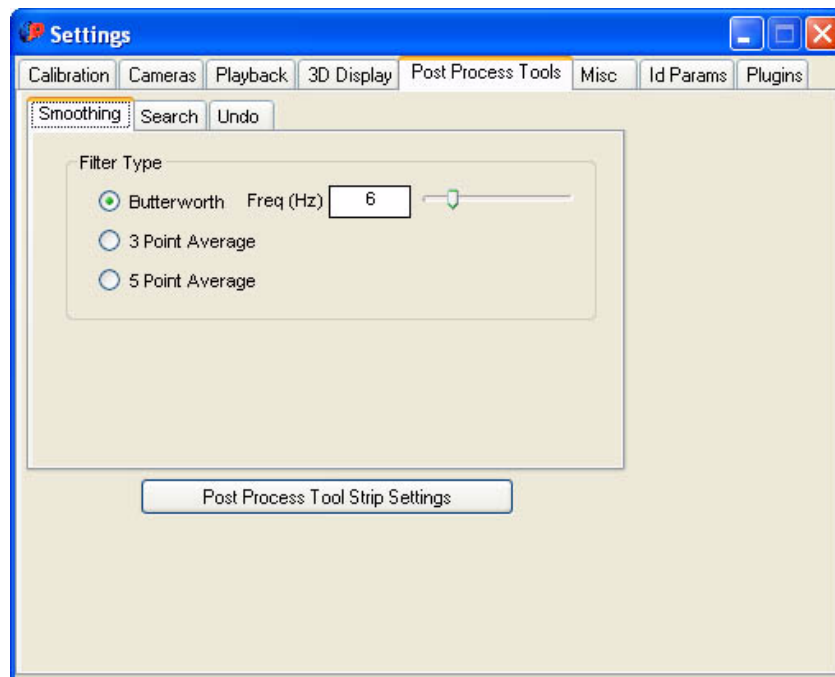 Settings
Calibration Cameras Playback 3D Display Post Process Tools Misc Id Params Plugins
Smoothing Search Undo
Filter Type
Butterworth Freq (Hz) 6
3 Point Average
5 Point Average
Post Process Tool Strip Settings